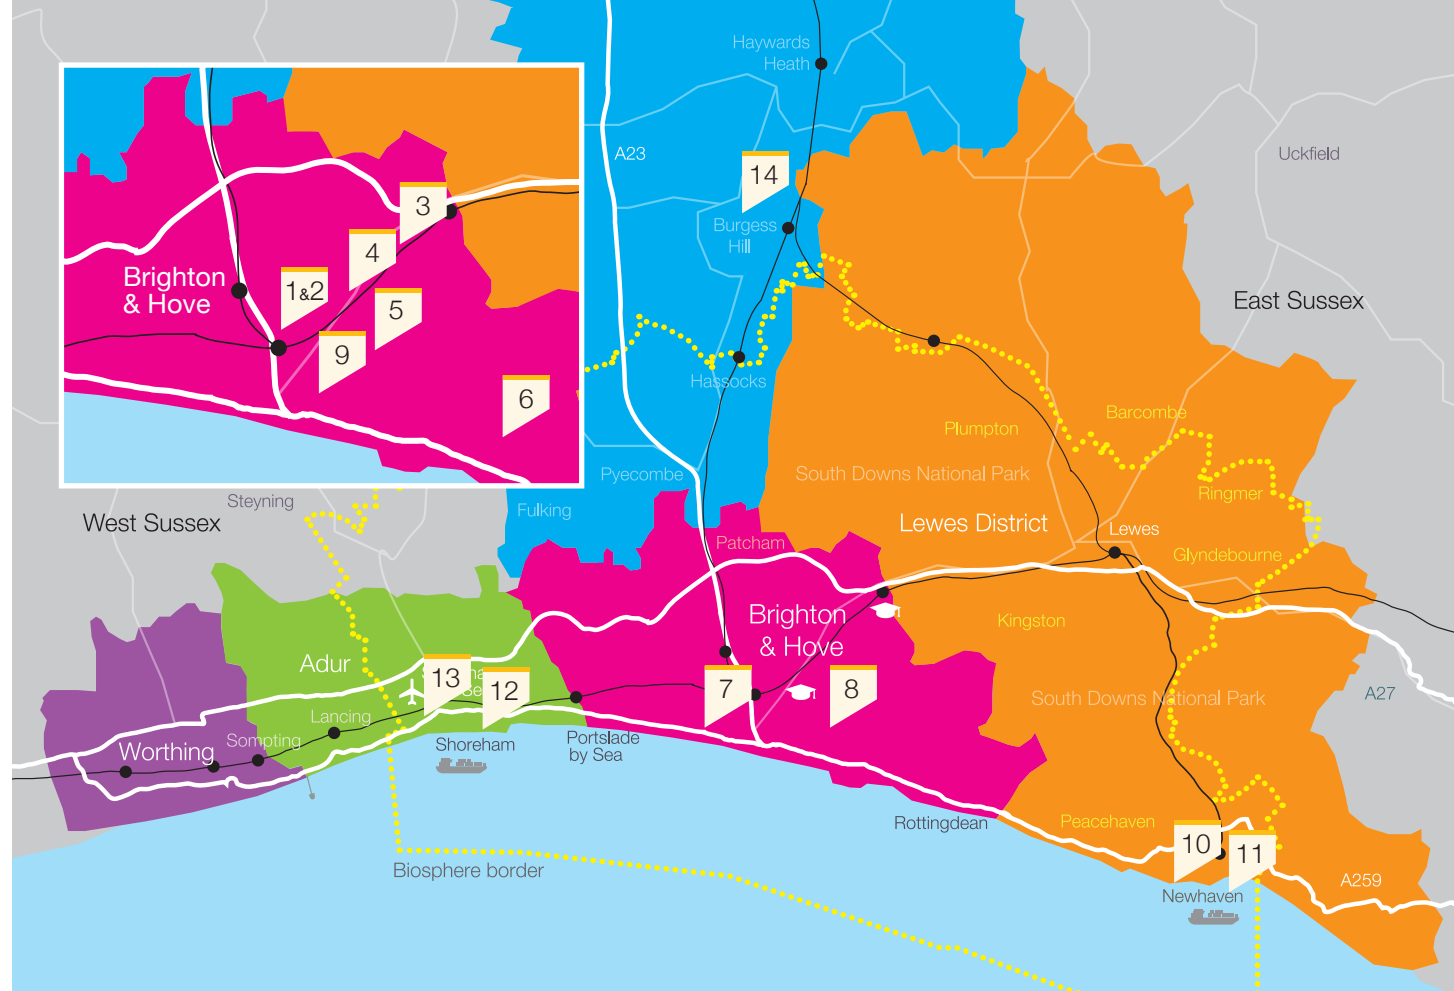 Haywards
Heath
A23
Uckfield
14
3
Burgess
Hill
4
Brighton
& Hove
1&2
5
East Sussex
9
Hassocks
6
Barcombe
Plumpton
South Downs National Park
Pyecombe
Ringmer
Steyning
Fulking
West Sussex
Lewes District
Lewes
Patcham
Glyndebourne
Brighton
& Hove
Kingston
Adur
13
12
7
8
South Downs National Park
A27
Lancing
Sompting
Worthing
Shoreham
Portslade
by Sea
Rottingdean
Peacehaven
10
11
Biosphere border
A259
Newhaven